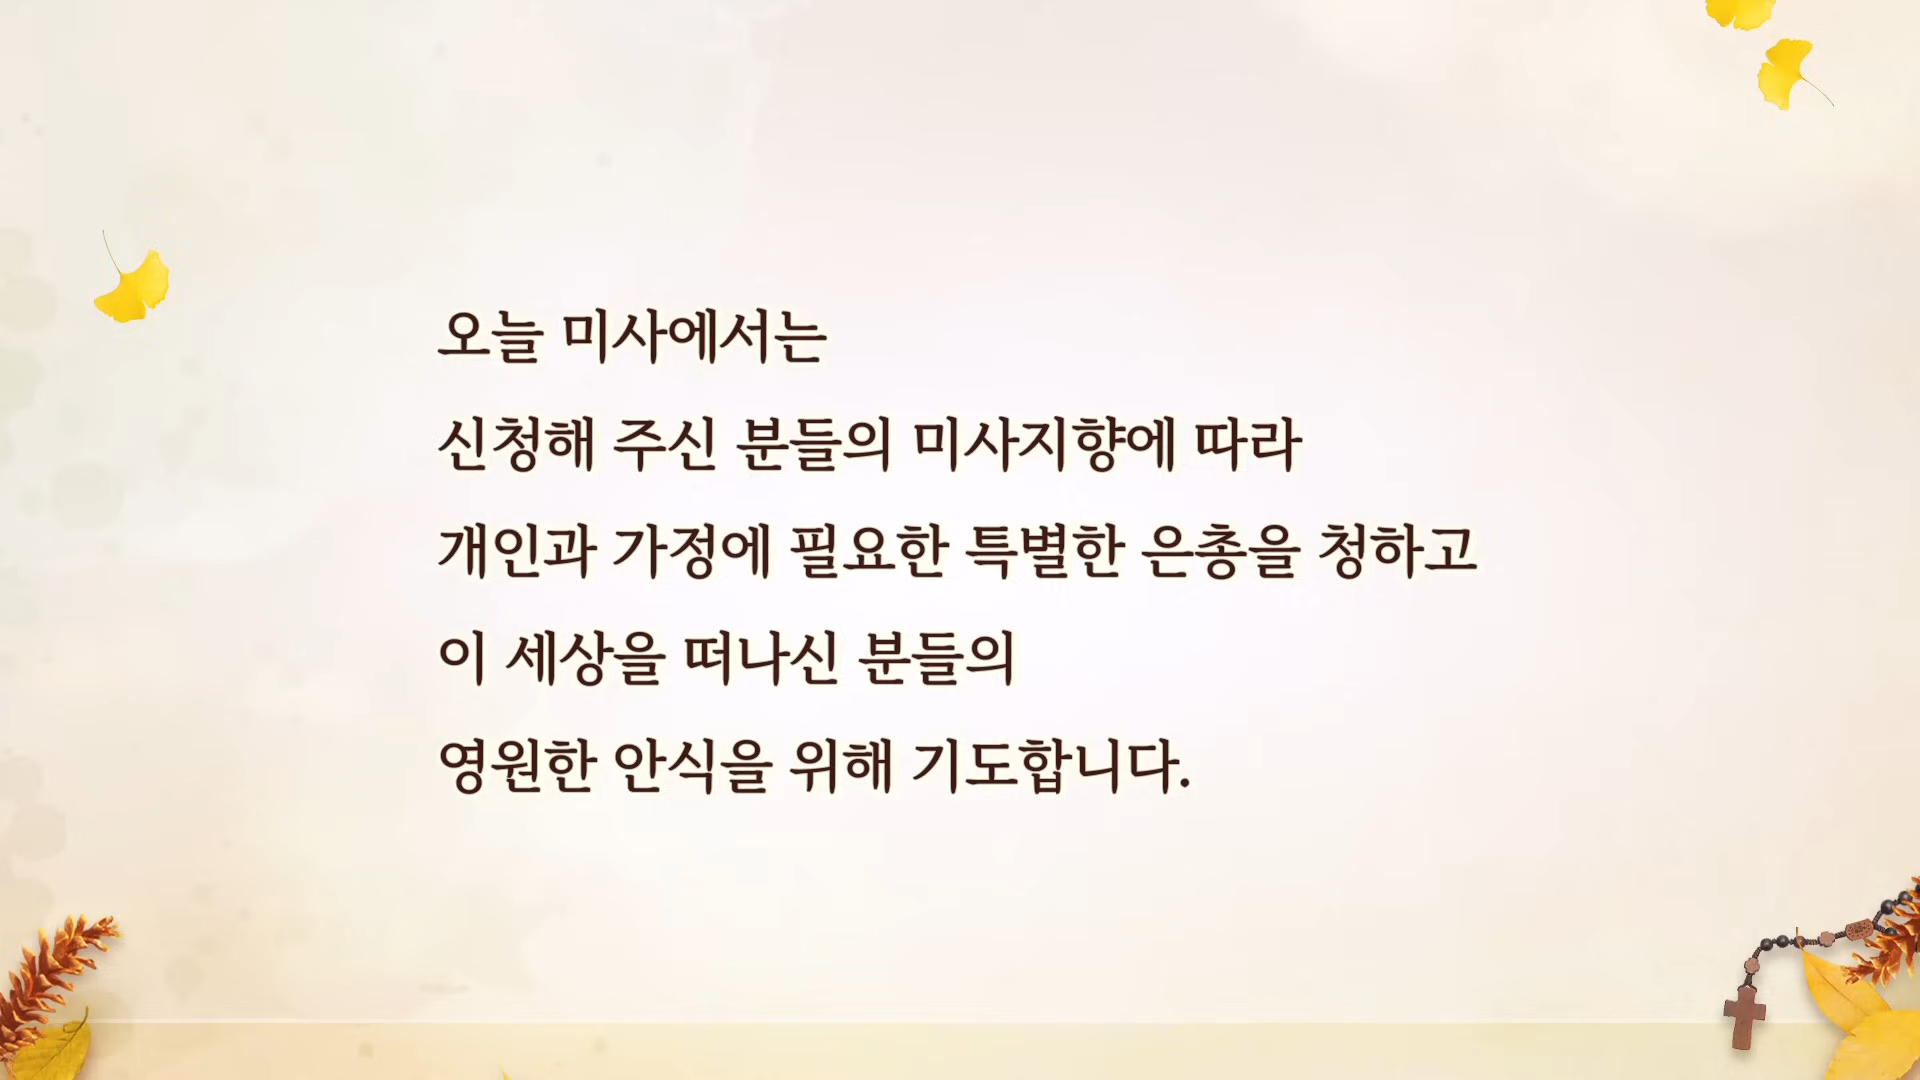 오늘 미사에서는
신청해 주신 분들의 미사지향에 따라
개인과 가정에 필요한 특별한 은총을 청하고
이 세상을 떠나신 분들의
영원한 안식을 위해 기도합니다.